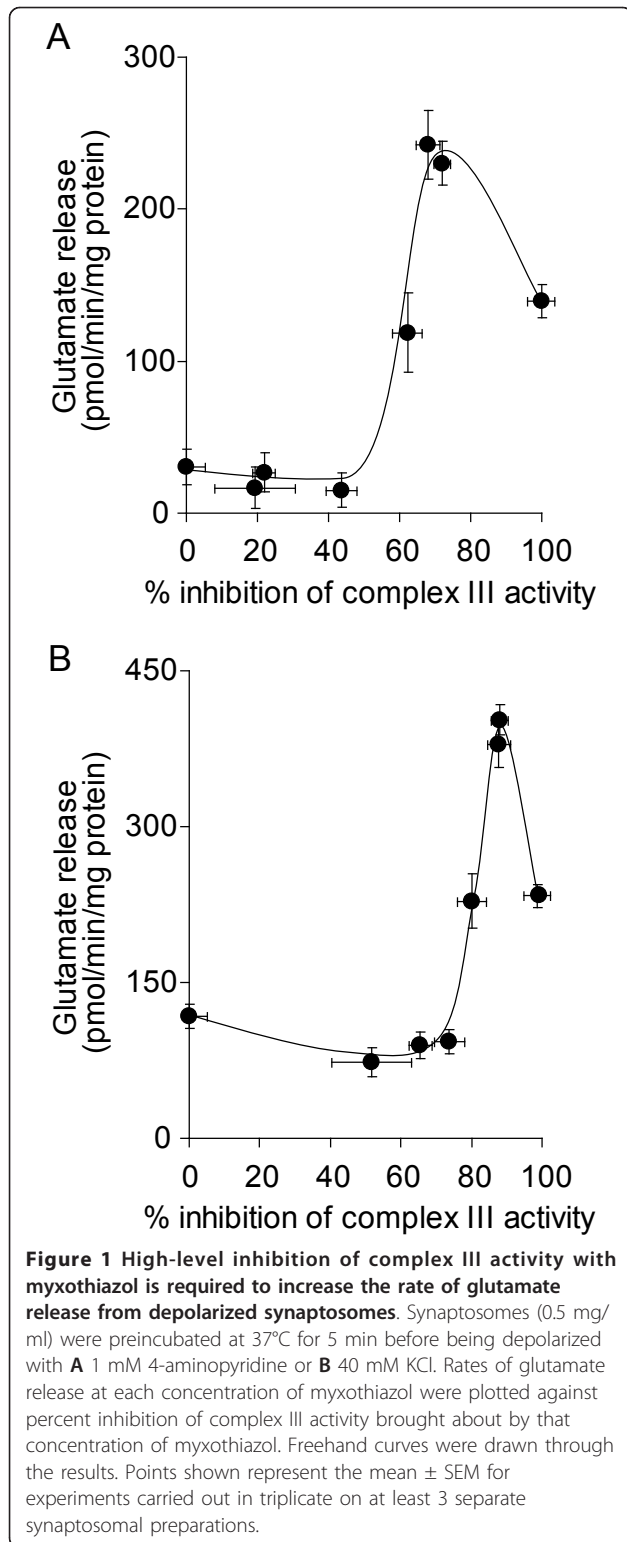 A
300
200
100
0
Glutamate release
(pmol/min/mg protein)
0 20 40 60 80 100
% inhibition of complex III activity
B
450
300
150
0
Glutamate release
(pmol/min/mg protein)
0 20 40 60 80 100
% inhibition of complex III activity
Figure 1 High-level inhibition of complex III activity with
myxothiazol is required to increase the rate of glutamate
release from depolarized synaptosomes. Synaptosomes (0.5 mg/
ml) were preincubated at 37°C for 5 min before being depolarized
with A 1 mM 4-aminopyridine or B 40 mM KCl. Rates of glutamate
release at each concentration of myxothiazol were plotted against
percent inhibition of complex III activity brought about by that
concentration of myxothiazol. Freehand curves were drawn through
the results. Points shown represent the mean ± SEM for
experiments carried out in triplicate on at least 3 separate
synaptosomal preparations.